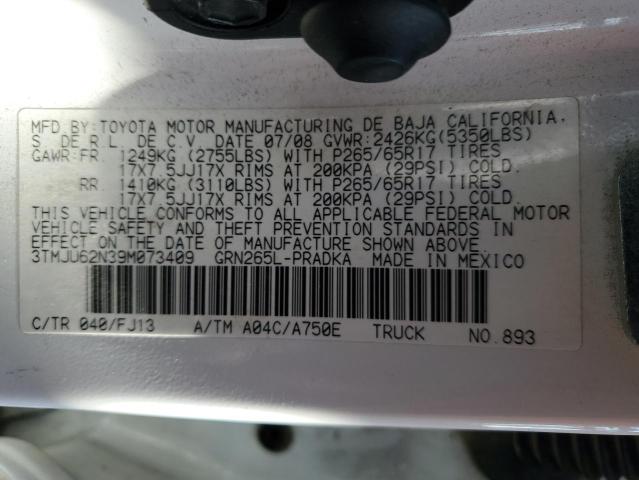 MFD.BY:TOYOTA MOTOR MANUFACTURING DE BAJA CALIFORNIA,
S. DE R.L. DE C.V. DATE 07/08 GVWR:2426KG(5350LBS)
GAWR:FR. 1249KG (2755LBS) WITH P265/65R17 TIRES
17X7.5JJ17X RIMS AT 200KPA (29PSI) COLD.
RR. 1410KG (3110LBS) WITH P265/65R17 TIRES
17X7.5JJ17X RIMS AT 200KPA (29PSI) COLD.
THIS VEHICLE CONFORMS TO ALL APPLICABLE FEDERAL MOTOR
VEHICLE SAFETY AND THEFT PREVENTION STANDARDS IN
EFFECT ON THE DATE OF MANUFACTURE SHOWN ABOVE.
3TMJU62N39M073409 GRN265L-PRADKA MADE IN MEXICO
C/TR 040/FJ13 A/TM A04C/A750E TRUCK NO.893